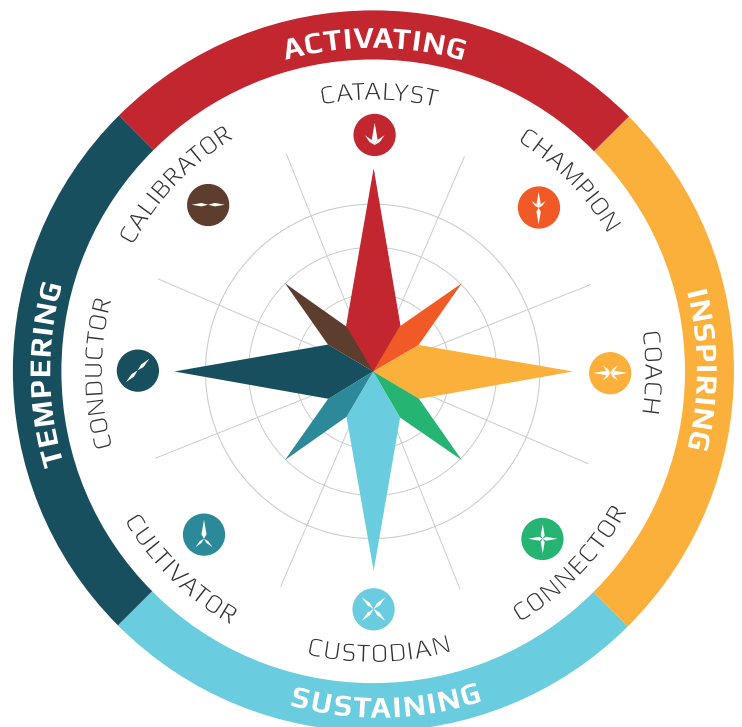 ACTIVATING
CATALYST
CHAMPION
INSPIRING
COACH
CONNECTOR
SUSTAINING
CUSTODIAN
CULTIVATOR
TEMPERING
CONDUCTOR
CALIBRATOR